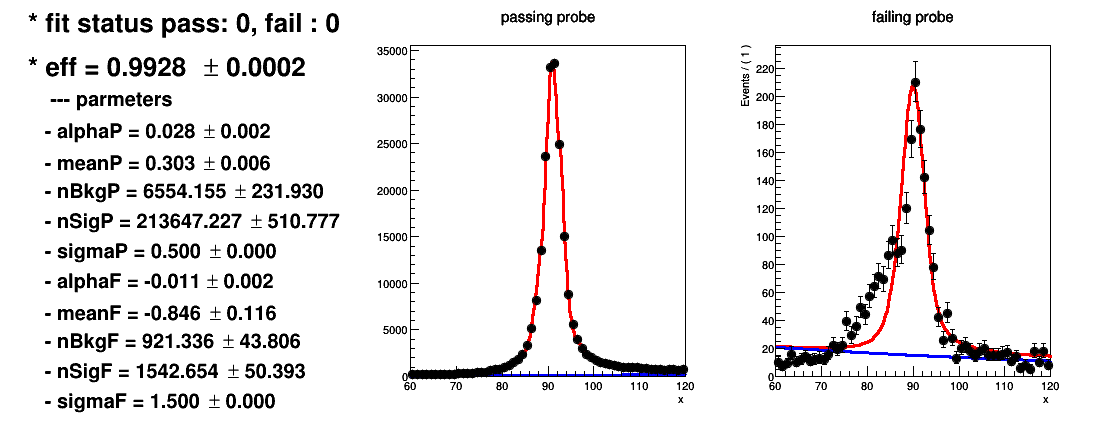 * fit status pass: 0, fail : 0
* eff = 0.9928 ± 0.0002
--- parmeters
- alphaP = 0.028 ± 0.002
- meanP = 0.303 ± 0.006
- nBkgP = 6554.155 ± 231.930
- nSigP = 213647.227 ± 510.777
- sigmaP = 0.500 ± 0.000
- alphaF = -0.011 ± 0.002
- meanF = -0.846 ± 0.116
- nBkgF = 921.336 ± 43.806
- nSigF = 1542.654 ± 50.393
- sigmaF = 1.500 ± 0.000
passing probe
35000
30000
25000
20000
15000
10000
5000
0
60 70 80 90 100 110 120
x
failing probe
Events / ( 1 )
220
200
180
160
140
120
100
80
60
40
20
0
60 70 80 90 100 110 120
x